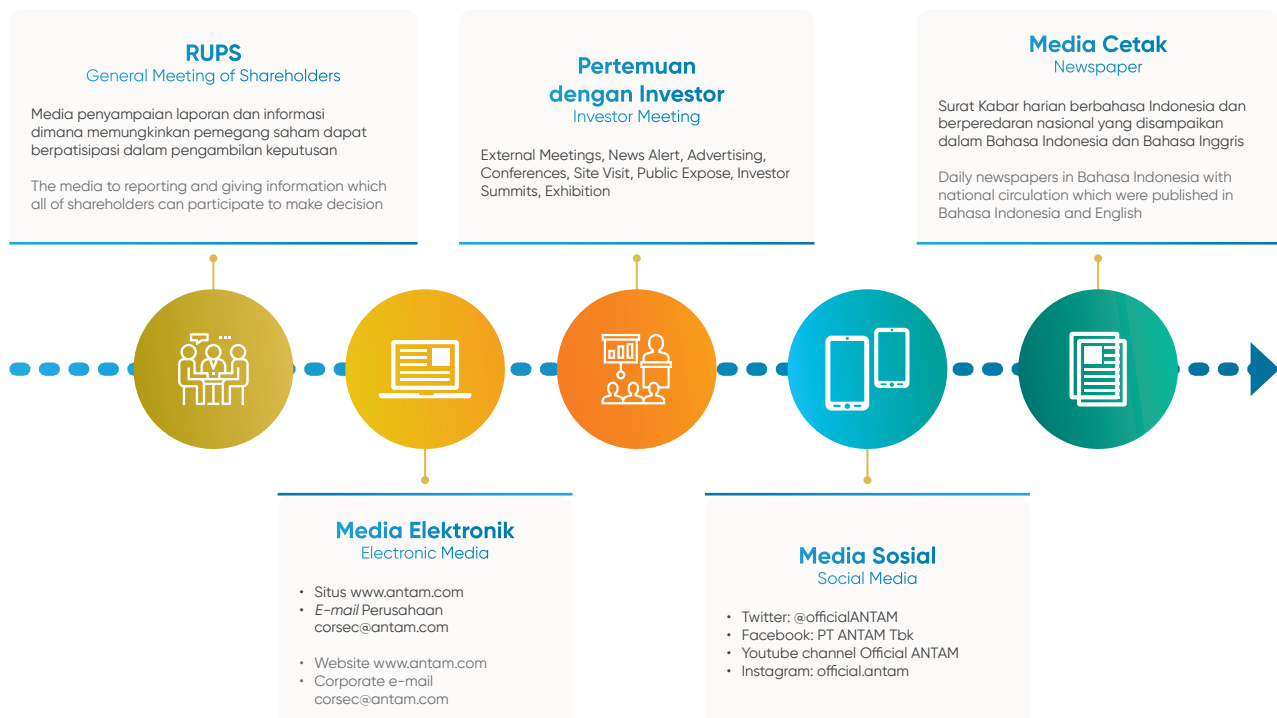 RUPS
General Meeting of Shareholders
Media penyampaian laporan dan informasi
dimana memungkinkan pemegang saham dapat
berpatisipasi dalam pengambilan keputusan
The media to reporting and giving information which
all of shareholders can participate to make decision
Pertemuan
dengan Investor
Investor Meeting
External Meetings, News Alert, Advertising,
Conferences, Site Visit, Public Expose, Investor
Summits, Exhibition
Media Cetak
Newspaper
Surat Kabar harian berbahasa Indonesia dan
berperedaran nasional yang disampaikan
dalam Bahasa Indonesia dan Bahasa Inggris
Daily newspapers in Bahasa Indonesia with
national circulation which were published in
Bahasa Indonesia and English
Media Elektronik
Electronic Media
• Situs www.antam.com
• E-mail Perusahaan
corsec@antam.com
• Website www.antam.com
• Corporate e-mail
corsec@antam.com
Media Sosial
Social Media
• Twitter: @officialANTAM
• Facebook: PT ANTAM Tbk
• Youtube channel Official ANTAM
• Instagram: official.antam